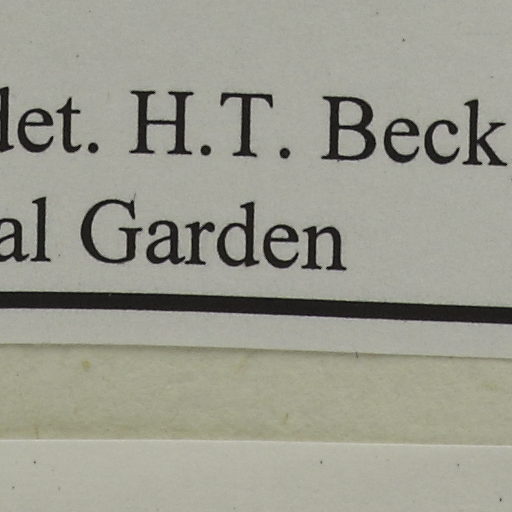 det. H.T. Beck,
al Garden